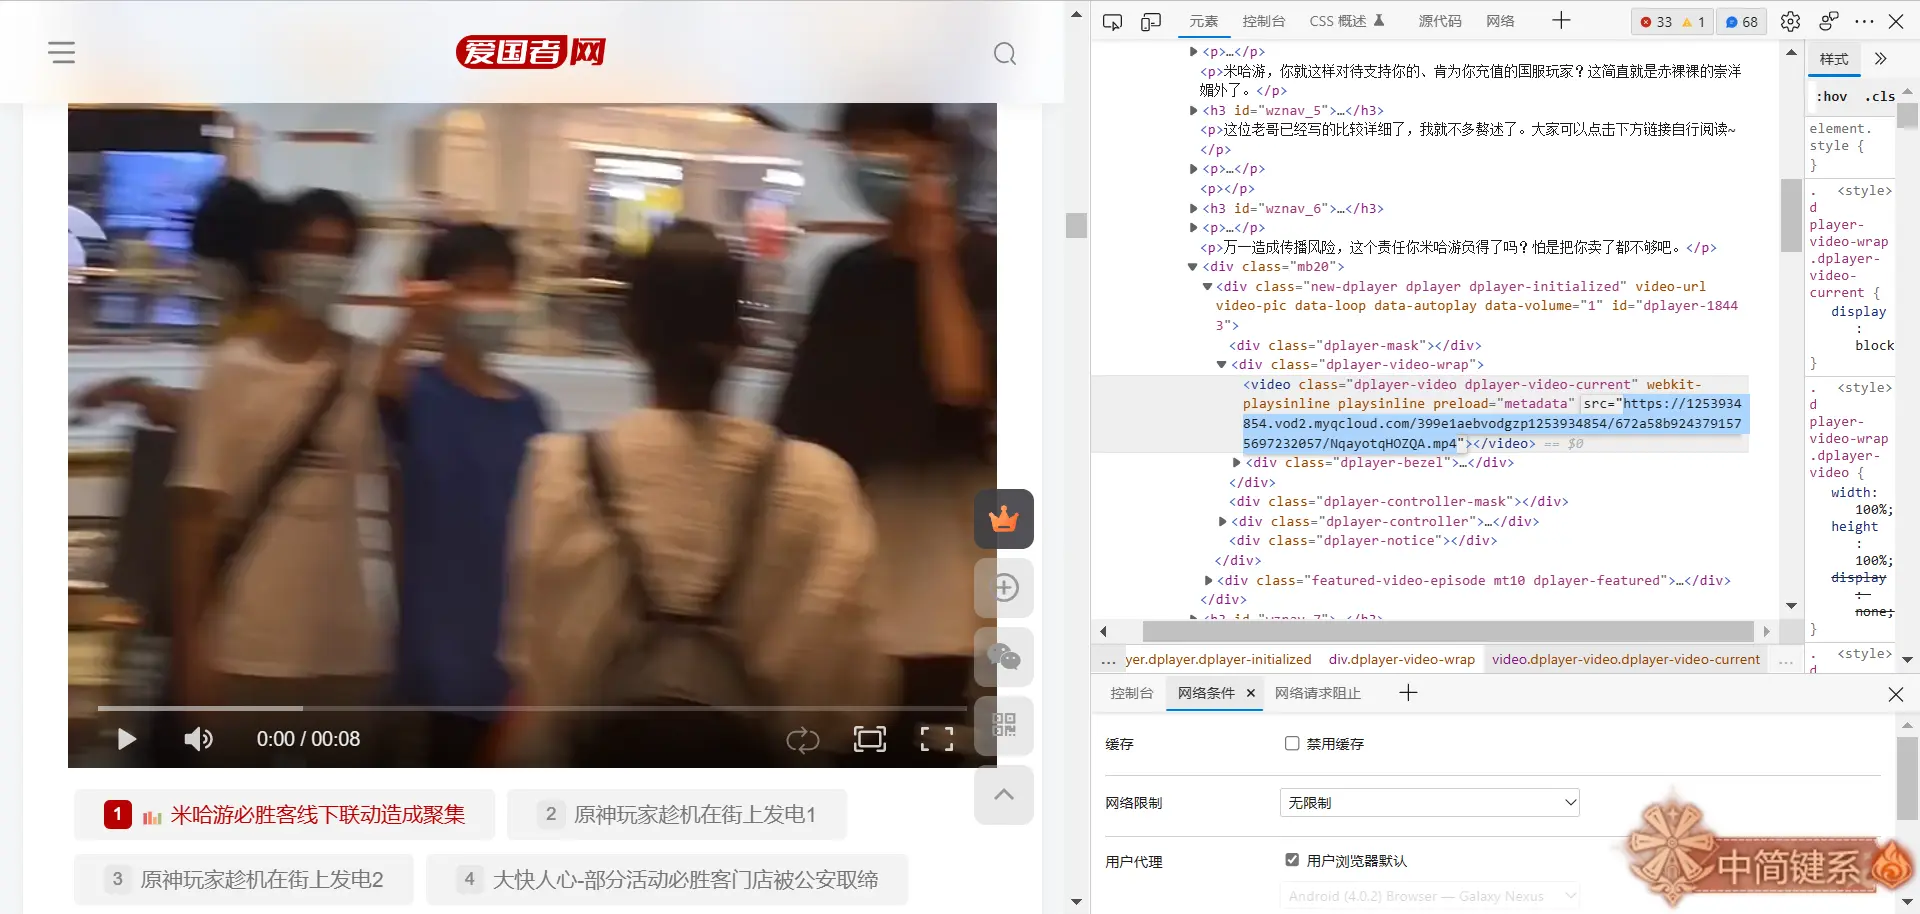 爱国者网
0:00 / 00:08
1 米哈游必胜客线下联动造成聚集
2 原神玩家趁机在街上发电1
3 原神玩家趁机在街上发电2
4 大快人心-部分活动必胜客门店被公安取缔
元素 控制台 CSS 概述 源代码 网络 33 1 68
<p>…</p>
<p>米哈游，你就这样对待支持你的、肯为你充值的国服玩家？这简直就是赤裸裸的崇洋
媚外了。</p>
<h3 id="wznav_5">…</h3>
<p>这位老哥已经写的比较详细了，我就不多赘述了。大家可以点击下方链接自行阅读~
</p>
<p>…</p>
<p></p>
<h3 id="wznav_6">…</h3>
<p>…</p>
<p>万一造成传播风险，这个责任你米哈游负得了吗？怕是把你卖了都不够吧。</p>
<div class="mb20">
<div class="new-dplayer dplayer dplayer-initialized" video-url
video-pic data-loop data-autoplay data-volume="1" id="dplayer-1844
3">
<div class="dplayer-mask"></div>
<div class="dplayer-video-wrap">
<video class="dplayer-video dplayer-video-current" webkit-
playsinline playsinline preload="metadata" src="https://1253934
854.vod2.myqcloud.com/399e1aebvodgzp1253934854/672a58b924379157
5697232057/NqayotqHOZQA.mp4"></video> == $0
<div class="dplayer-bezel">…</div>
</div>
<div class="dplayer-controller-mask"></div>
<div class="dplayer-controller">…</div>
<div class="dplayer-notice"></div>
</div>
<div class="featured-video-episode mt10 dplayer-featured">…</div>
</div>
<h3 id="wznav_7">…</h3>
… yer.dplayer.dplayer-initialized div.dplayer-video-wrap video.dplayer-video.dplayer-video-current …
样式
:hov .cls
element.
style {
}
. <style>
d
player-
video-wrap
.dplayer-
video-
current {
display
:
block
}
. <style>
d
player-
video-wrap
.dplayer-
video {
width:
100%;
height
:
100%;
display
:
none;
}
. <style>
d
控制台 网络条件 网络请求阻止
缓存 禁用缓存
网络限制 无限制
用户代理 用户浏览器默认
Android (4.0.2) Browser — Galaxy Nexus
中简键系